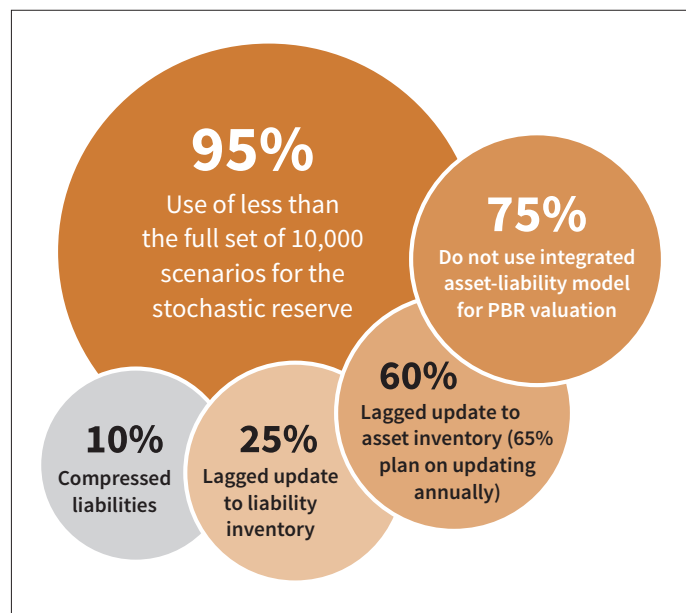 95%
Use of less than
the full set of 10,000
scenarios for the
stochastic reserve
75%
Do not use integrated
asset-liability model
for PBR valuation
60%
Lagged update to
asset inventory (65%
plan on updating
annually)
25%
Lagged update
to liability
inventory
10%
Compressed
liabilities